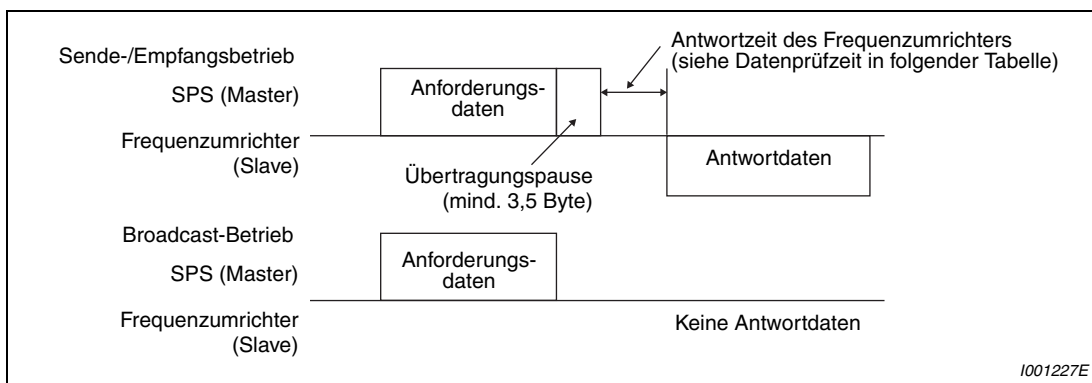 Sende-/Empfangsbetrieb
Antwortzeit des Frequenzumrichters
(siehe Datenprüfzeit in folgender Tabelle)
SPS (Master)
Anforderungs-
daten
Frequenzumrichter
(Slave)
Antwortdaten
Übertragungspause
(mind. 3,5 Byte)
Broadcast-Betrieb
SPS (Master)
Anforderungs-
daten
Frequenzumrichter
(Slave)
Keine Antwortdaten
I001227E